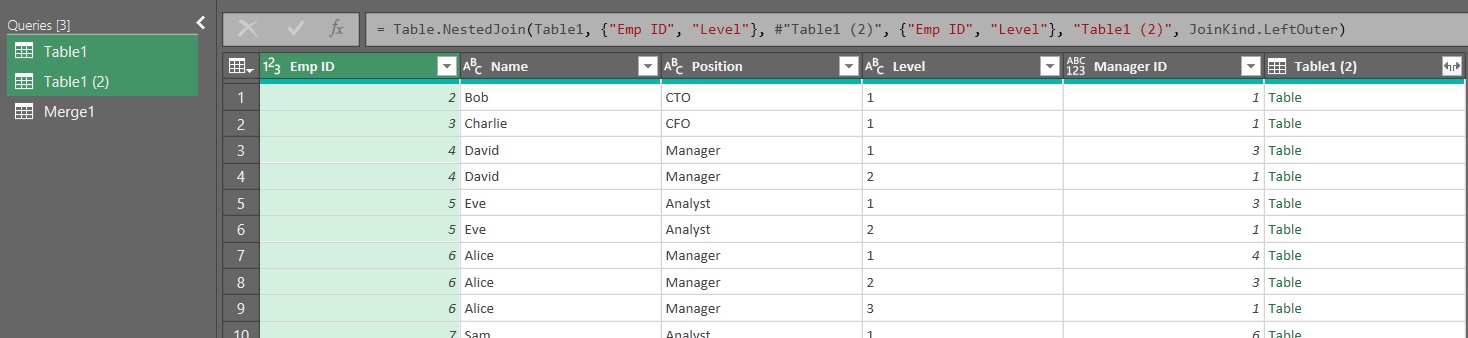 Queries [3]
Table1
Table1 (2)
Merge1
fx = Table.NestedJoin(Table1, {"Emp ID", "Level"}, #"Table1 (2)", {"Emp ID", "Level"}, "Table1 (2)", JoinKind.LeftOuter)
123 Emp ID ABC Name ABC Position ABC Level ABC 123 Manager ID Table1 (2)
1 2 Bob CTO 1 1 Table
2 3 Charlie CFO 1 1 Table
3 4 David Manager 1 3 Table
4 4 David Manager 2 1 Table
5 5 Eve Analyst 1 3 Table
6 5 Eve Analyst 2 1 Table
7 6 Alice Manager 1 4 Table
8 6 Alice Manager 2 3 Table
9 6 Alice Manager 3 1 Table
10 7 Sam Analyst 1 6 Table